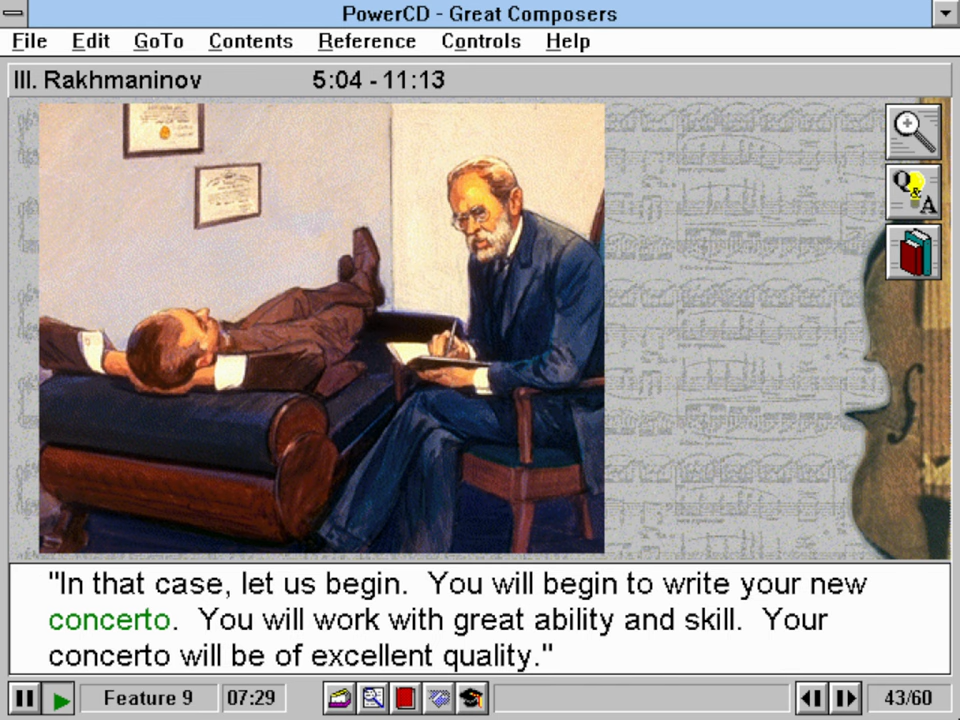 PowerCD - Great Composers
File Edit GoTo Contents Reference Controls Help
III. Rakhmaninov 5:04 - 11:13
Q & A
"In that case, let us begin. You will begin to write your new
concerto. You will work with great ability and skill. Your
concerto will be of excellent quality."
Feature 9 07:29 43/60